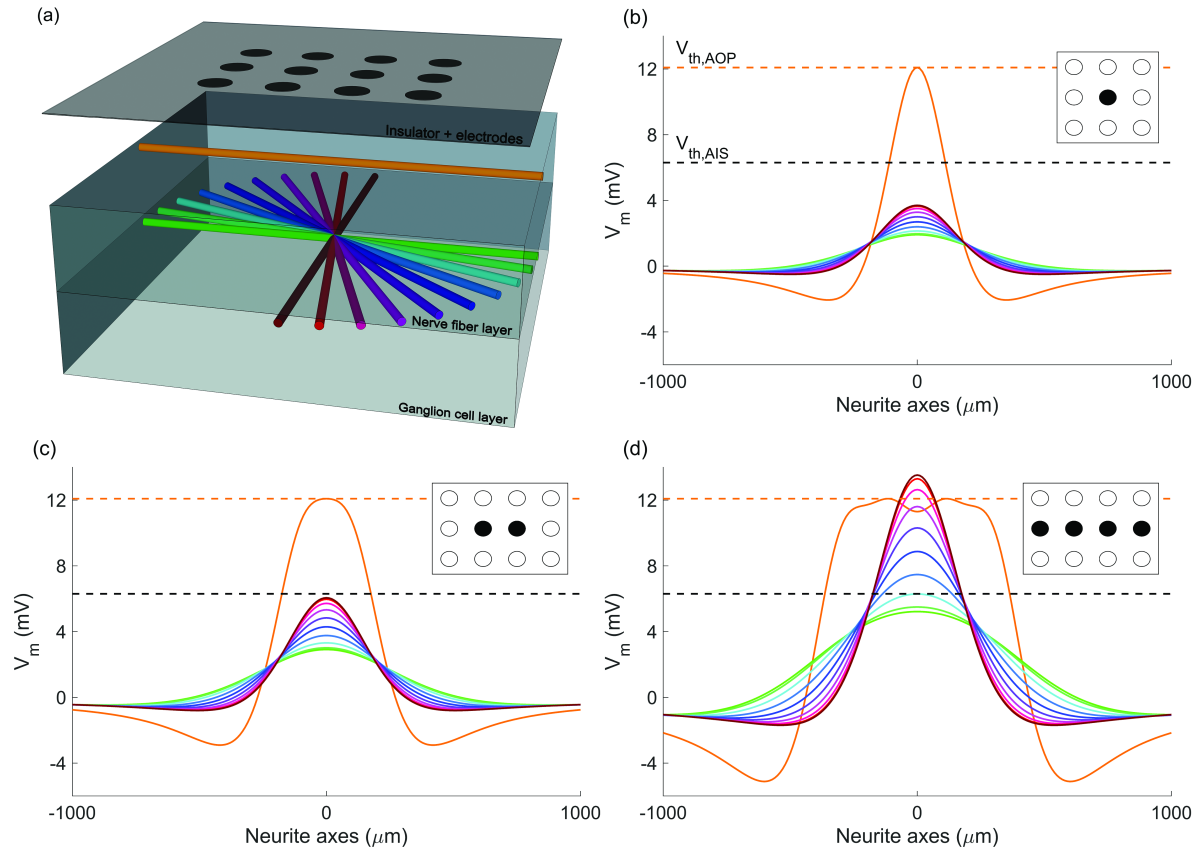 (a)
Insulator + electrodes
Nerve fiber layer
Ganglion cell layer
(b)
V_th,AOP
V_th,AIS
12
8
4
0
-4
V_m (mV)
-1000 0 1000
Neurite axes (μm)
(c)
12
8
4
0
-4
V_m (mV)
-1000 0 1000
Neurite axes (μm)
(d)
12
8
4
0
-4
V_m (mV)
-1000 0 1000
Neurite axes (μm)